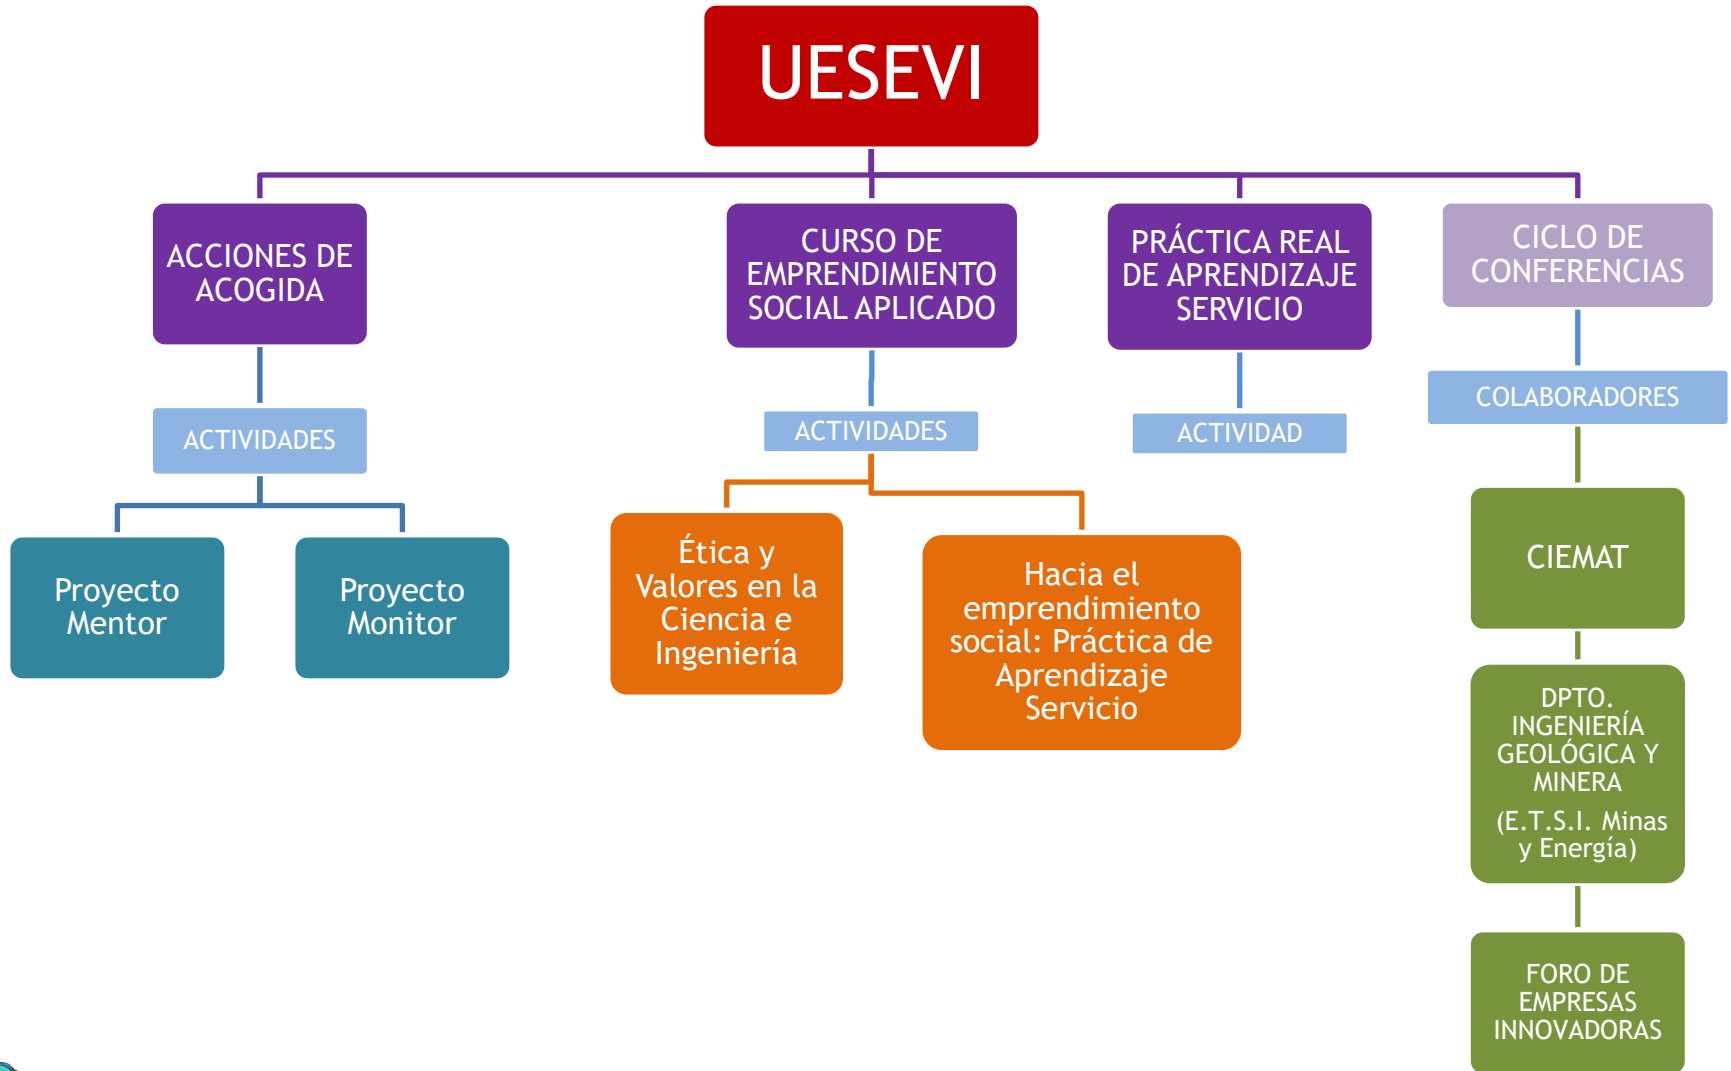 UESEVI
ACCIONES DE
ACOGIDA
ACTIVIDADES
Proyecto
Mentor
Proyecto
Monitor
CURSO DE
EMPRENDIMIENTO
SOCIAL APLICADO
ACTIVIDADES
Ética y
Valores en la
Ciencia e
Ingeniería
Hacia el
emprendimiento
social: Práctica de
Aprendizaje
Servicio
PRÁCTICA REAL
DE APRENDIZAJE
SERVICIO
ACTIVIDAD
CICLO DE
CONFERENCIAS
COLABORADORES
CIEMAT
DPTO.
INGENIERÍA
GEOLÓGICA Y
MINERA
(E.T.S.I. Minas
y Energía)
FORO DE
EMPRESAS
INNOVADORAS